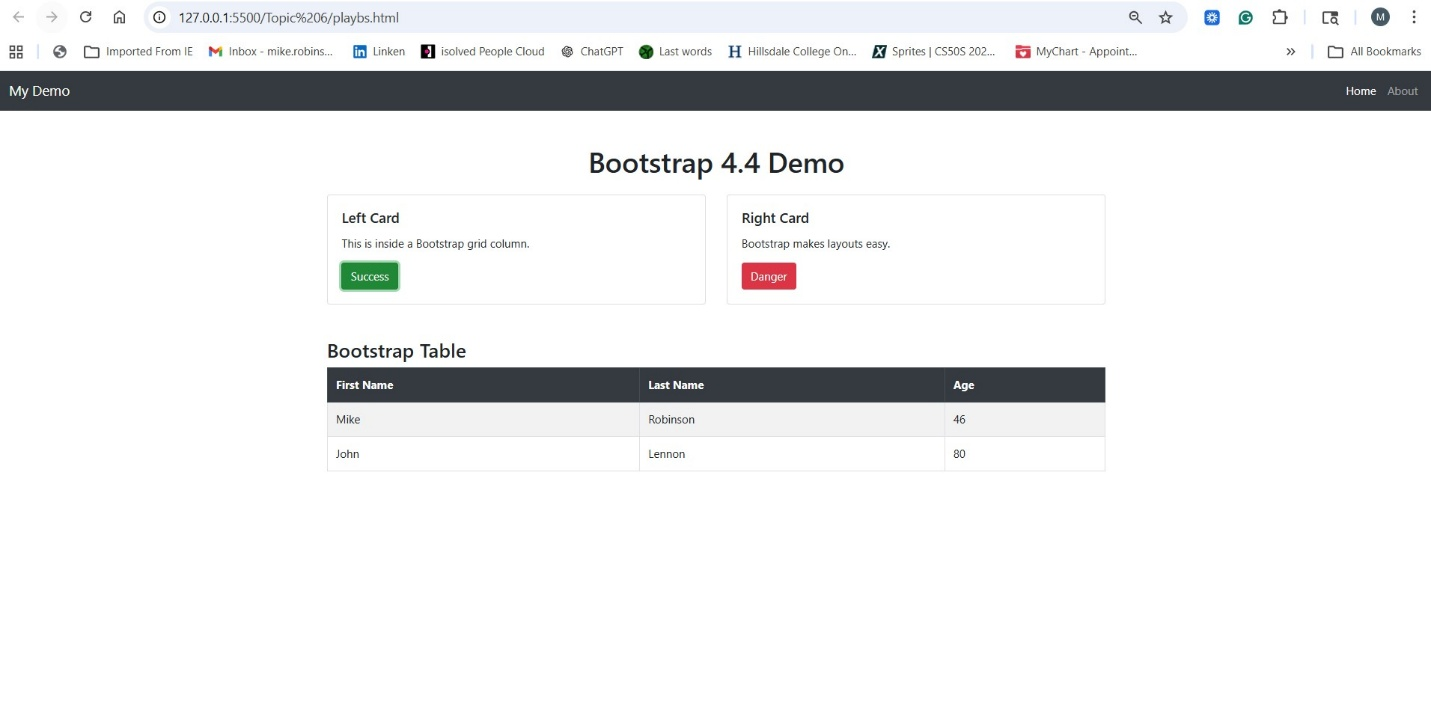 127.0.0.1:5500/Topic%206/playbs.html
M
Imported From IE Inbox - mike.robins... Linken isolved People Cloud ChatGPT Last words Hillsdale College On... Sprites | CS50S 202... MyChart - Appoint... » All Bookmarks
My Demo Home About
Bootstrap 4.4 Demo
Left Card
This is inside a Bootstrap grid column.
Success
Right Card
Bootstrap makes layouts easy.
Danger
Bootstrap Table
First Name Last Name Age
Mike Robinson 46
John Lennon 80